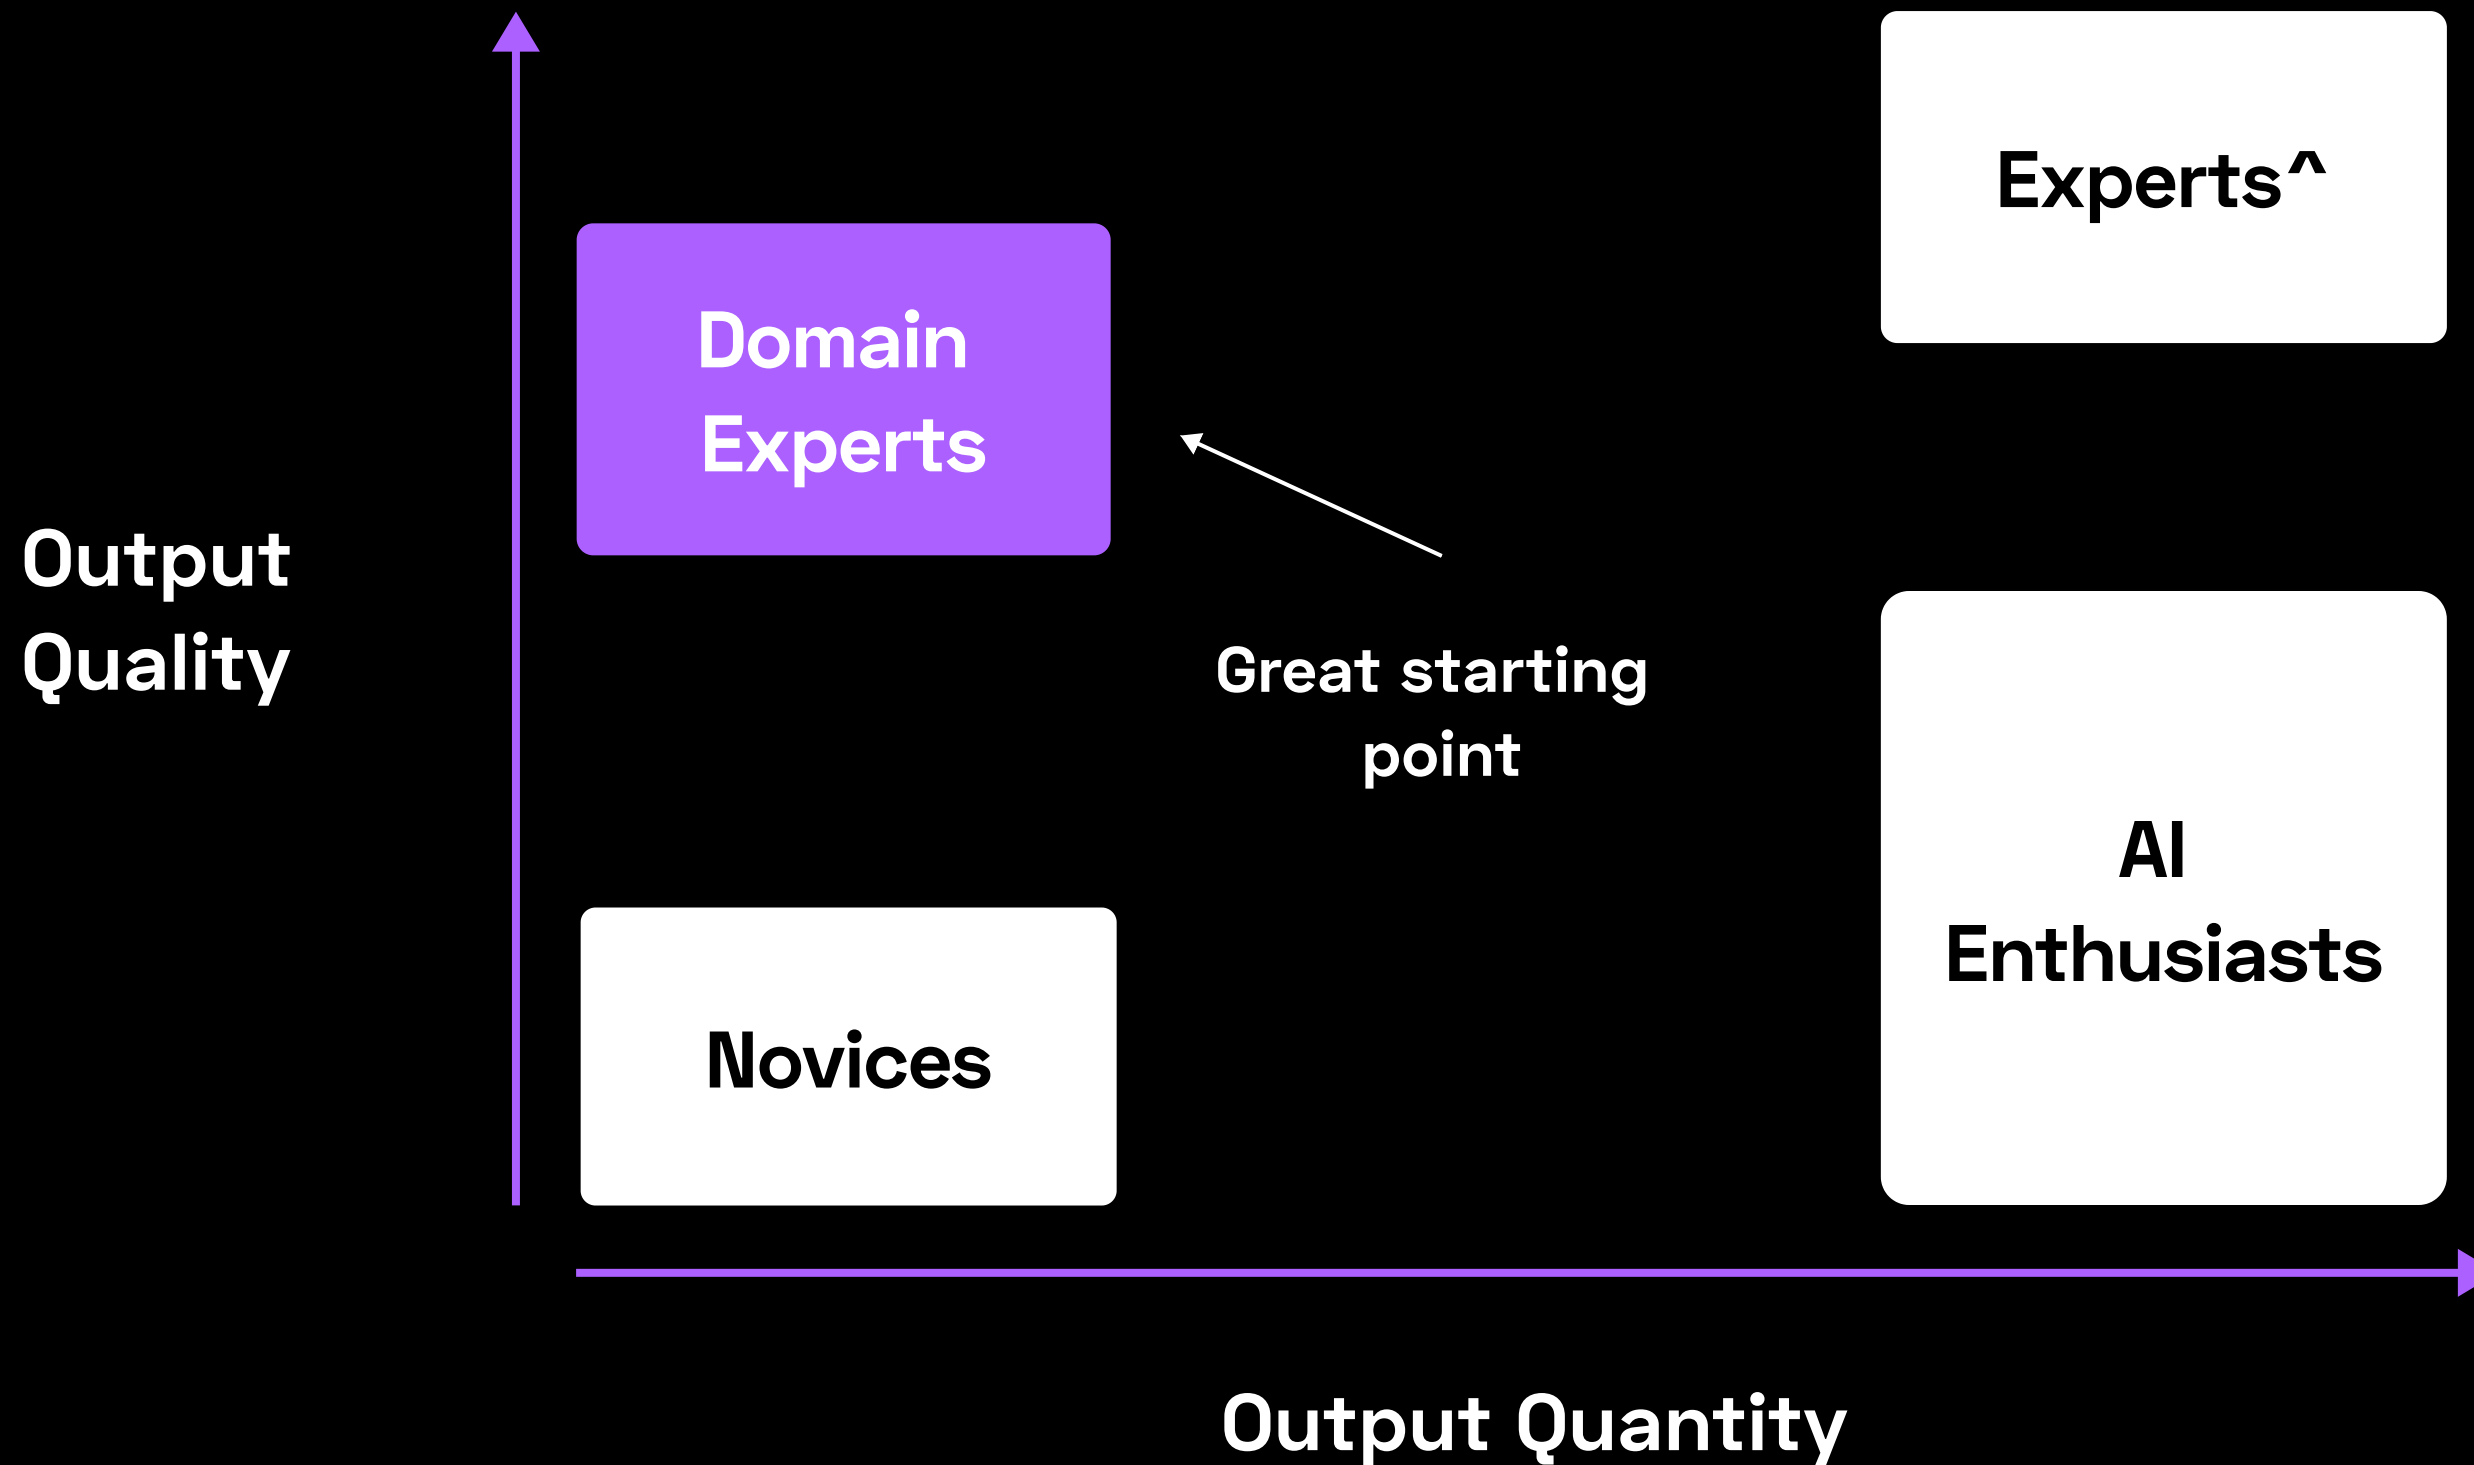 Experts^
Domain
Experts
Output
Quality
Great starting
point
AI
Enthusiasts
Novices
Output Quantity